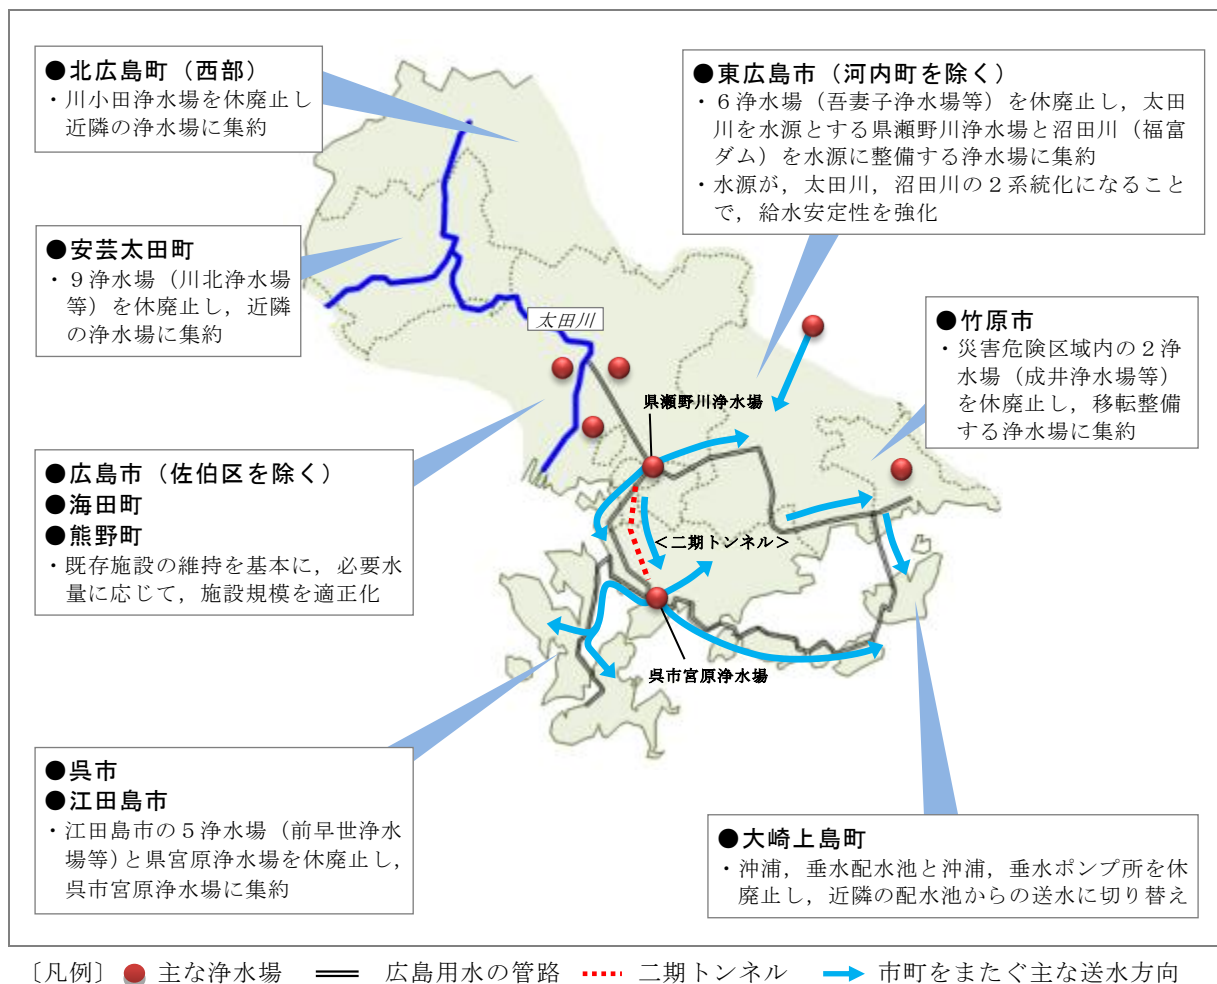 ●北広島町（西部）
・川小田浄水場を休廃止し
近隣の浄水場に集約
●東広島市（河内町を除く）
・６浄水場（吾妻子浄水場等）を休廃止し，太田
川を水源とする県瀬野川浄水場と沼田川（福富
ダム）を水源に整備する浄水場に集約
・水源が，太田川，沼田川の２系統化になること
で，給水安定性を強化
●安芸太田町
・９浄水場（川北浄水場
等）を休廃止し，近隣
の浄水場に集約
太田川
●竹原市
・災害危険区域内の２浄
水場（成井浄水場等）
を休廃止し，移転整備
する浄水場に集約
県瀬野川浄水場
●広島市（佐伯区を除く）
●海田町
●熊野町
・既存施設の維持を基本に，必要水
量に応じて，施設規模を適正化
＜二期トンネル＞
呉市宮原浄水場
●呉市
●江田島市
・江田島市の５浄水場（前早世浄水
場等）と県宮原浄水場を休廃止し，
呉市宮原浄水場に集約
●大崎上島町
・沖浦，垂水配水池と沖浦，垂水ポンプ所を休
廃止し，近隣の配水池からの送水に切り替え
〔凡例〕 主な浄水場 広島用水の管路 二期トンネル 市町をまたぐ主な送水方向